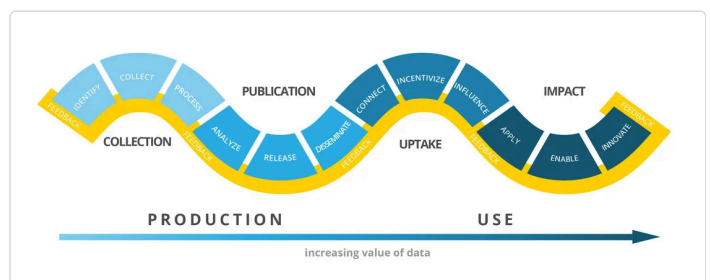 FEEDBACK
IDENTIFY
COLLECT
PROCESS
COLLECTION
FEEDBACK
ANALYZE
RELEASE
DISSEMINATE
PUBLICATION
FEEDBACK
CONNECT
INCENTIVIZE
INFLUENCE
UPTAKE
FEEDBACK
APPLY
ENABLE
INNOVATE
IMPACT
FEEDBACK
PRODUCTION
USE
increasing value of data